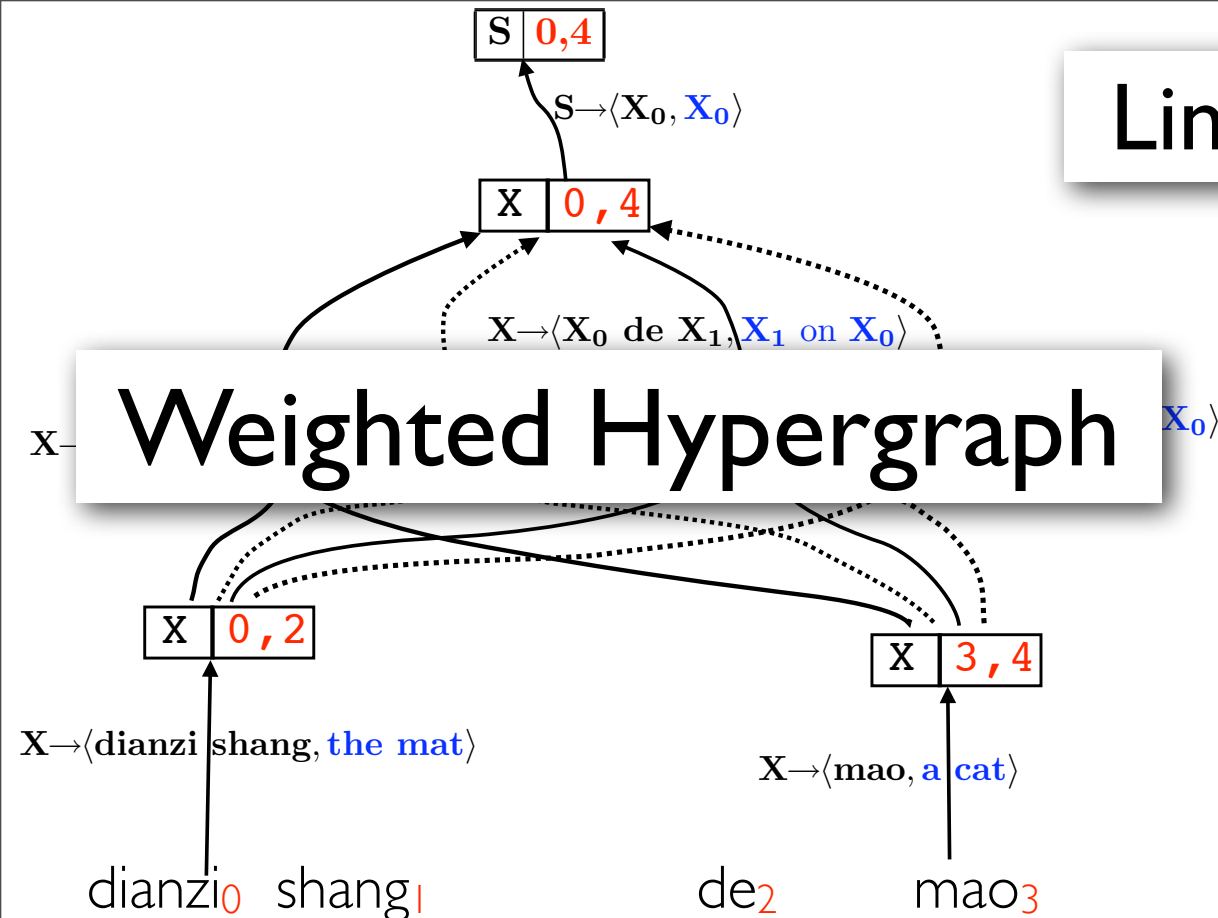 S 0,4
S→⟨X₀, X₀⟩
Lin
X 0,4
X→⟨X₀ de X₁, X₁ on X₀⟩
Weighted Hypergraph
X→
X₀⟩
X 0,2
X 3,4
X→⟨dianzi shang, the mat⟩
X→⟨mao, a cat⟩
dianzi₀ shang₁ de₂ mao₃